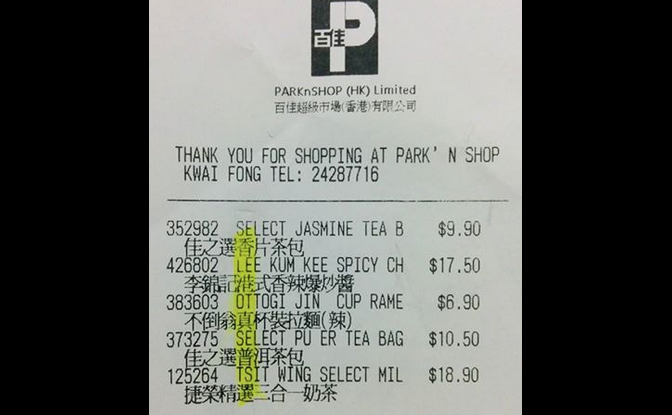 百佳
P
PARKnSHOP (HK) Limited
百佳超級市場(香港)有限公司
THANK YOU FOR SHOPPING AT PARK'N SHOP
KWAI FONG TEL: 24287716
352982 SELECT JASMINE TEA B $9.90
佳之選香片茶包
426802 LEE KUM KEE SPICY CH $17.50
李錦記港式香辣爆炒醬
383603 OTTOGI JIN CUP RAME $6.90
不倒翁真杯裝拉麵(辣)
373275 SELECT PU ER TEA BAG $10.50
佳之選普洱茶包
125264 TSIT WING SELECT MIL $18.90
捷榮精選三合一奶茶